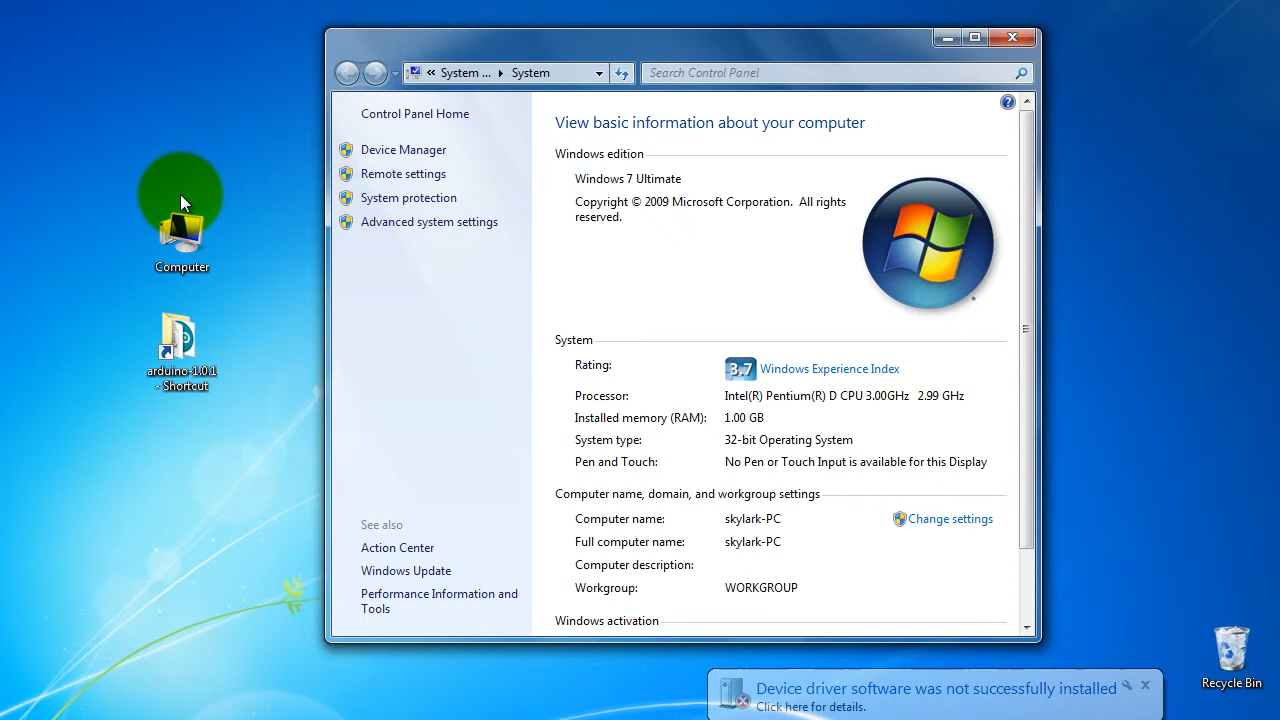 Computer
arduino-1.0.1
- Shortcut
« System ... ▸ System
Search Control Panel
Control Panel Home
Device Manager
Remote settings
System protection
Advanced system settings
See also
Action Center
Windows Update
Performance Information and
Tools
View basic information about your computer
Windows edition
Windows 7 Ultimate
Copyright © 2009 Microsoft Corporation. All rights
reserved.
System
Rating: 3.7 Windows Experience Index
Processor: Intel(R) Pentium(R) D CPU 3.00GHz 2.99 GHz
Installed memory (RAM): 1.00 GB
System type: 32-bit Operating System
Pen and Touch: No Pen or Touch Input is available for this Display
Computer name, domain, and workgroup settings
Computer name: skylark-PC Change settings
Full computer name: skylark-PC
Computer description:
Workgroup: WORKGROUP
Windows activation
Device driver software was not successfully installed
Click here for details.
Recycle Bin